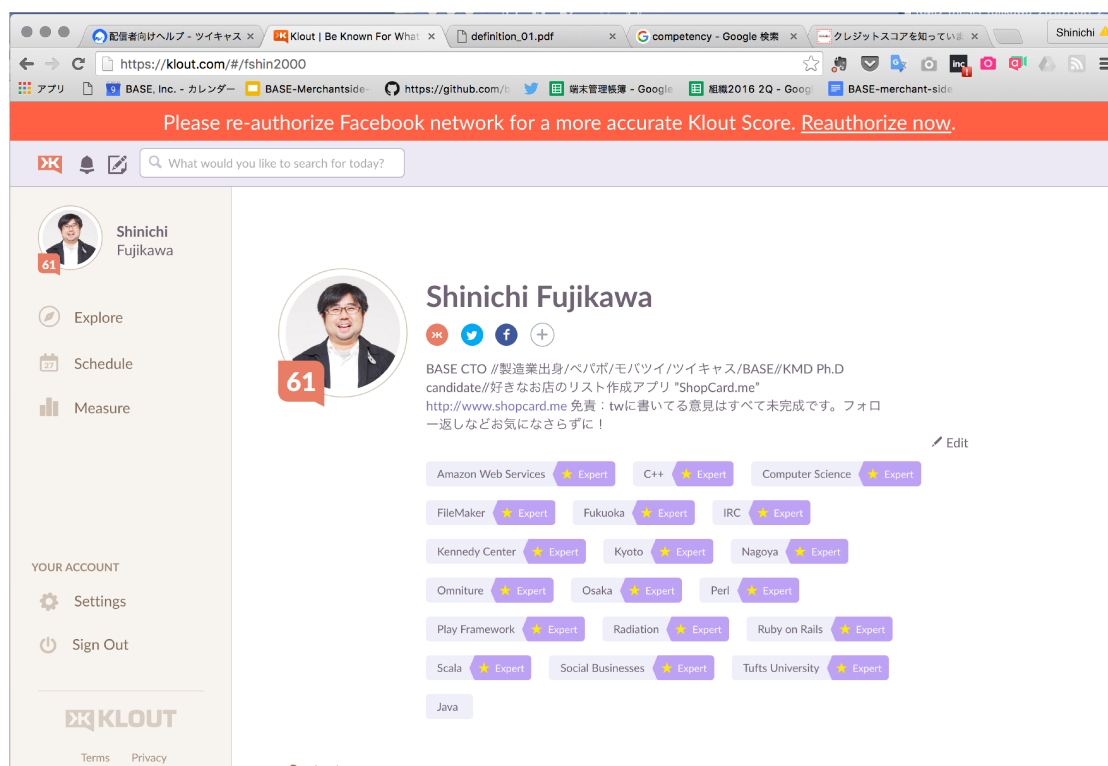 配信者向けヘルプ - ツイキャス
Klout | Be Known For What
definition_01.pdf
competency - Google 検索
クレジットスコアを知ってい
Shinichi
https://klout.com/#/fshin2000
アプリ
BASE, Inc. - カレンダー
BASE-Merchantside-
https://github.com/b
端末管理帳簿 - Google
組織2016 2Q - Goog
BASE-merchant-side
Please re-authorize Facebook network for a more accurate Klout Score. Reauthorize now.
What would you like to search for today?
Shinichi
Fujikawa
61
Explore
27
Schedule
Measure
YOUR ACCOUNT
Settings
Sign Out
KLOUT
Terms Privacy
61
Shinichi Fujikawa
BASE CTO //製造業出身/ペパボ/モバツイ/ツイキャス/BASE//KMD Ph.D
candidate//好きなお店のリスト作成アプリ "ShopCard.me"
http://www.shopcard.me 免責：twに書いてる意見はすべて未完成です。フォロ
ー返しなどお気になさらずに！
Edit
Amazon Web Services Expert C++ Expert Computer Science Expert
FileMaker Expert Fukuoka Expert IRC Expert
Kennedy Center Expert Kyoto Expert Nagoya Expert
Omniture Expert Osaka Expert Perl Expert
Play Framework Expert Radiation Expert Ruby on Rails Expert
Scala Expert Social Businesses Expert Tufts University Expert
Java